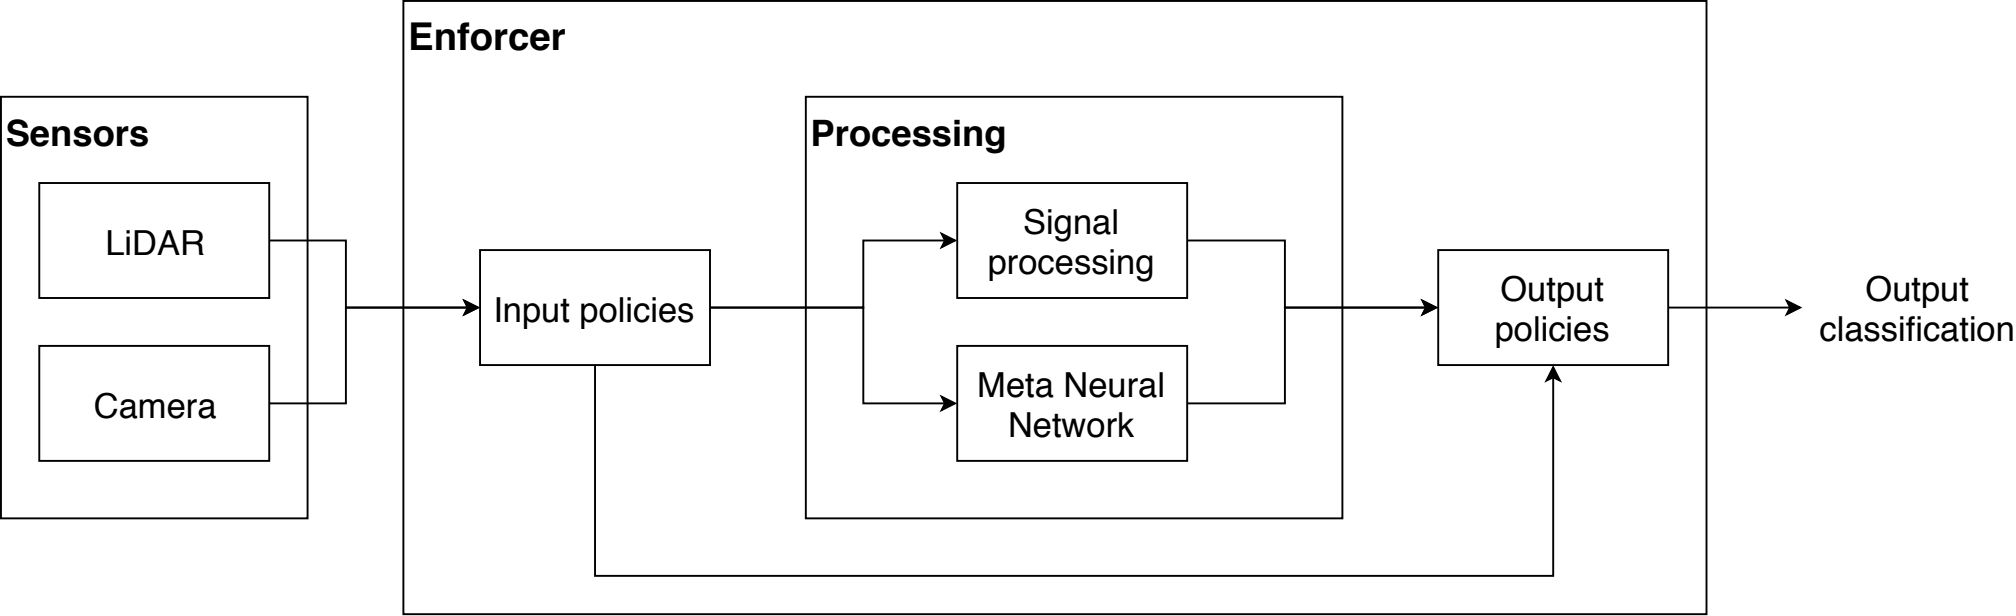 Enforcer
Sensors
Processing
LiDAR
Signal
processing
Input policies
Output
policies
Output
classification
Camera
Meta Neural
Network